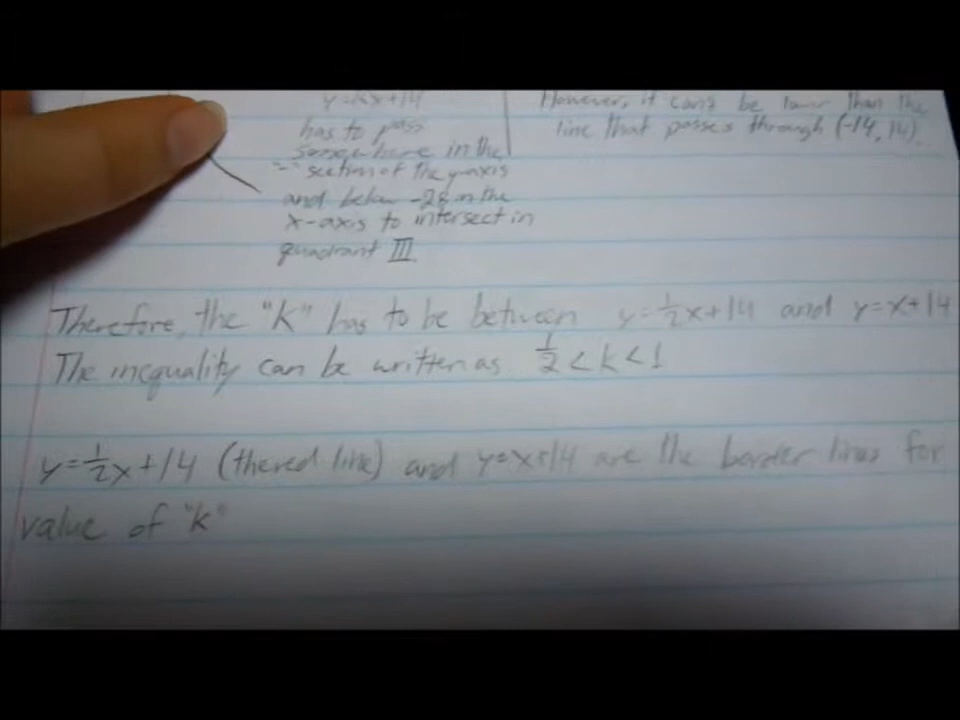 y=kx+14
has to pass
somewhere in the
"-" section of the y-axis
and below -28 on the
x-axis to intersect in
quadrant III.
However, it can't be lower than the
line that passes through (-14, 14).
Therefore, the "k" has to be between y=½x+14 and y=x+14
The inequality can be written as ½<k<1
y=½x+14 (the red line) and y=x+14 are the border lines for
value of "k"